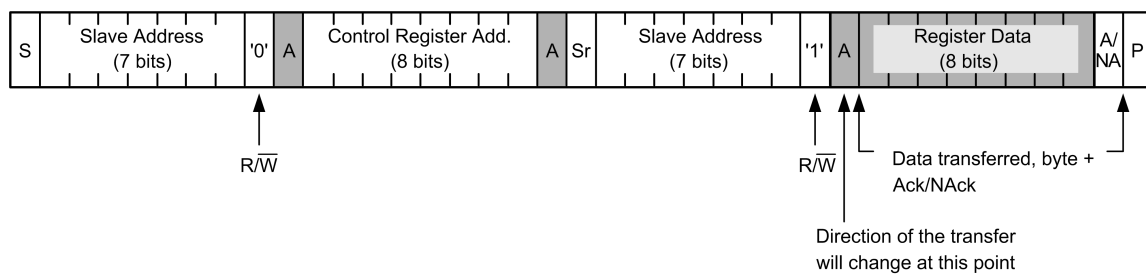 S Slave Address (7 bits) '0' A Control Register Add. (8 bits) A Sr Slave Address (7 bits) '1' A Register Data (8 bits) A/NA P
R/W̅ R/W̅
Data transferred, byte +
Ack/NAck
Direction of the transfer
will change at this point